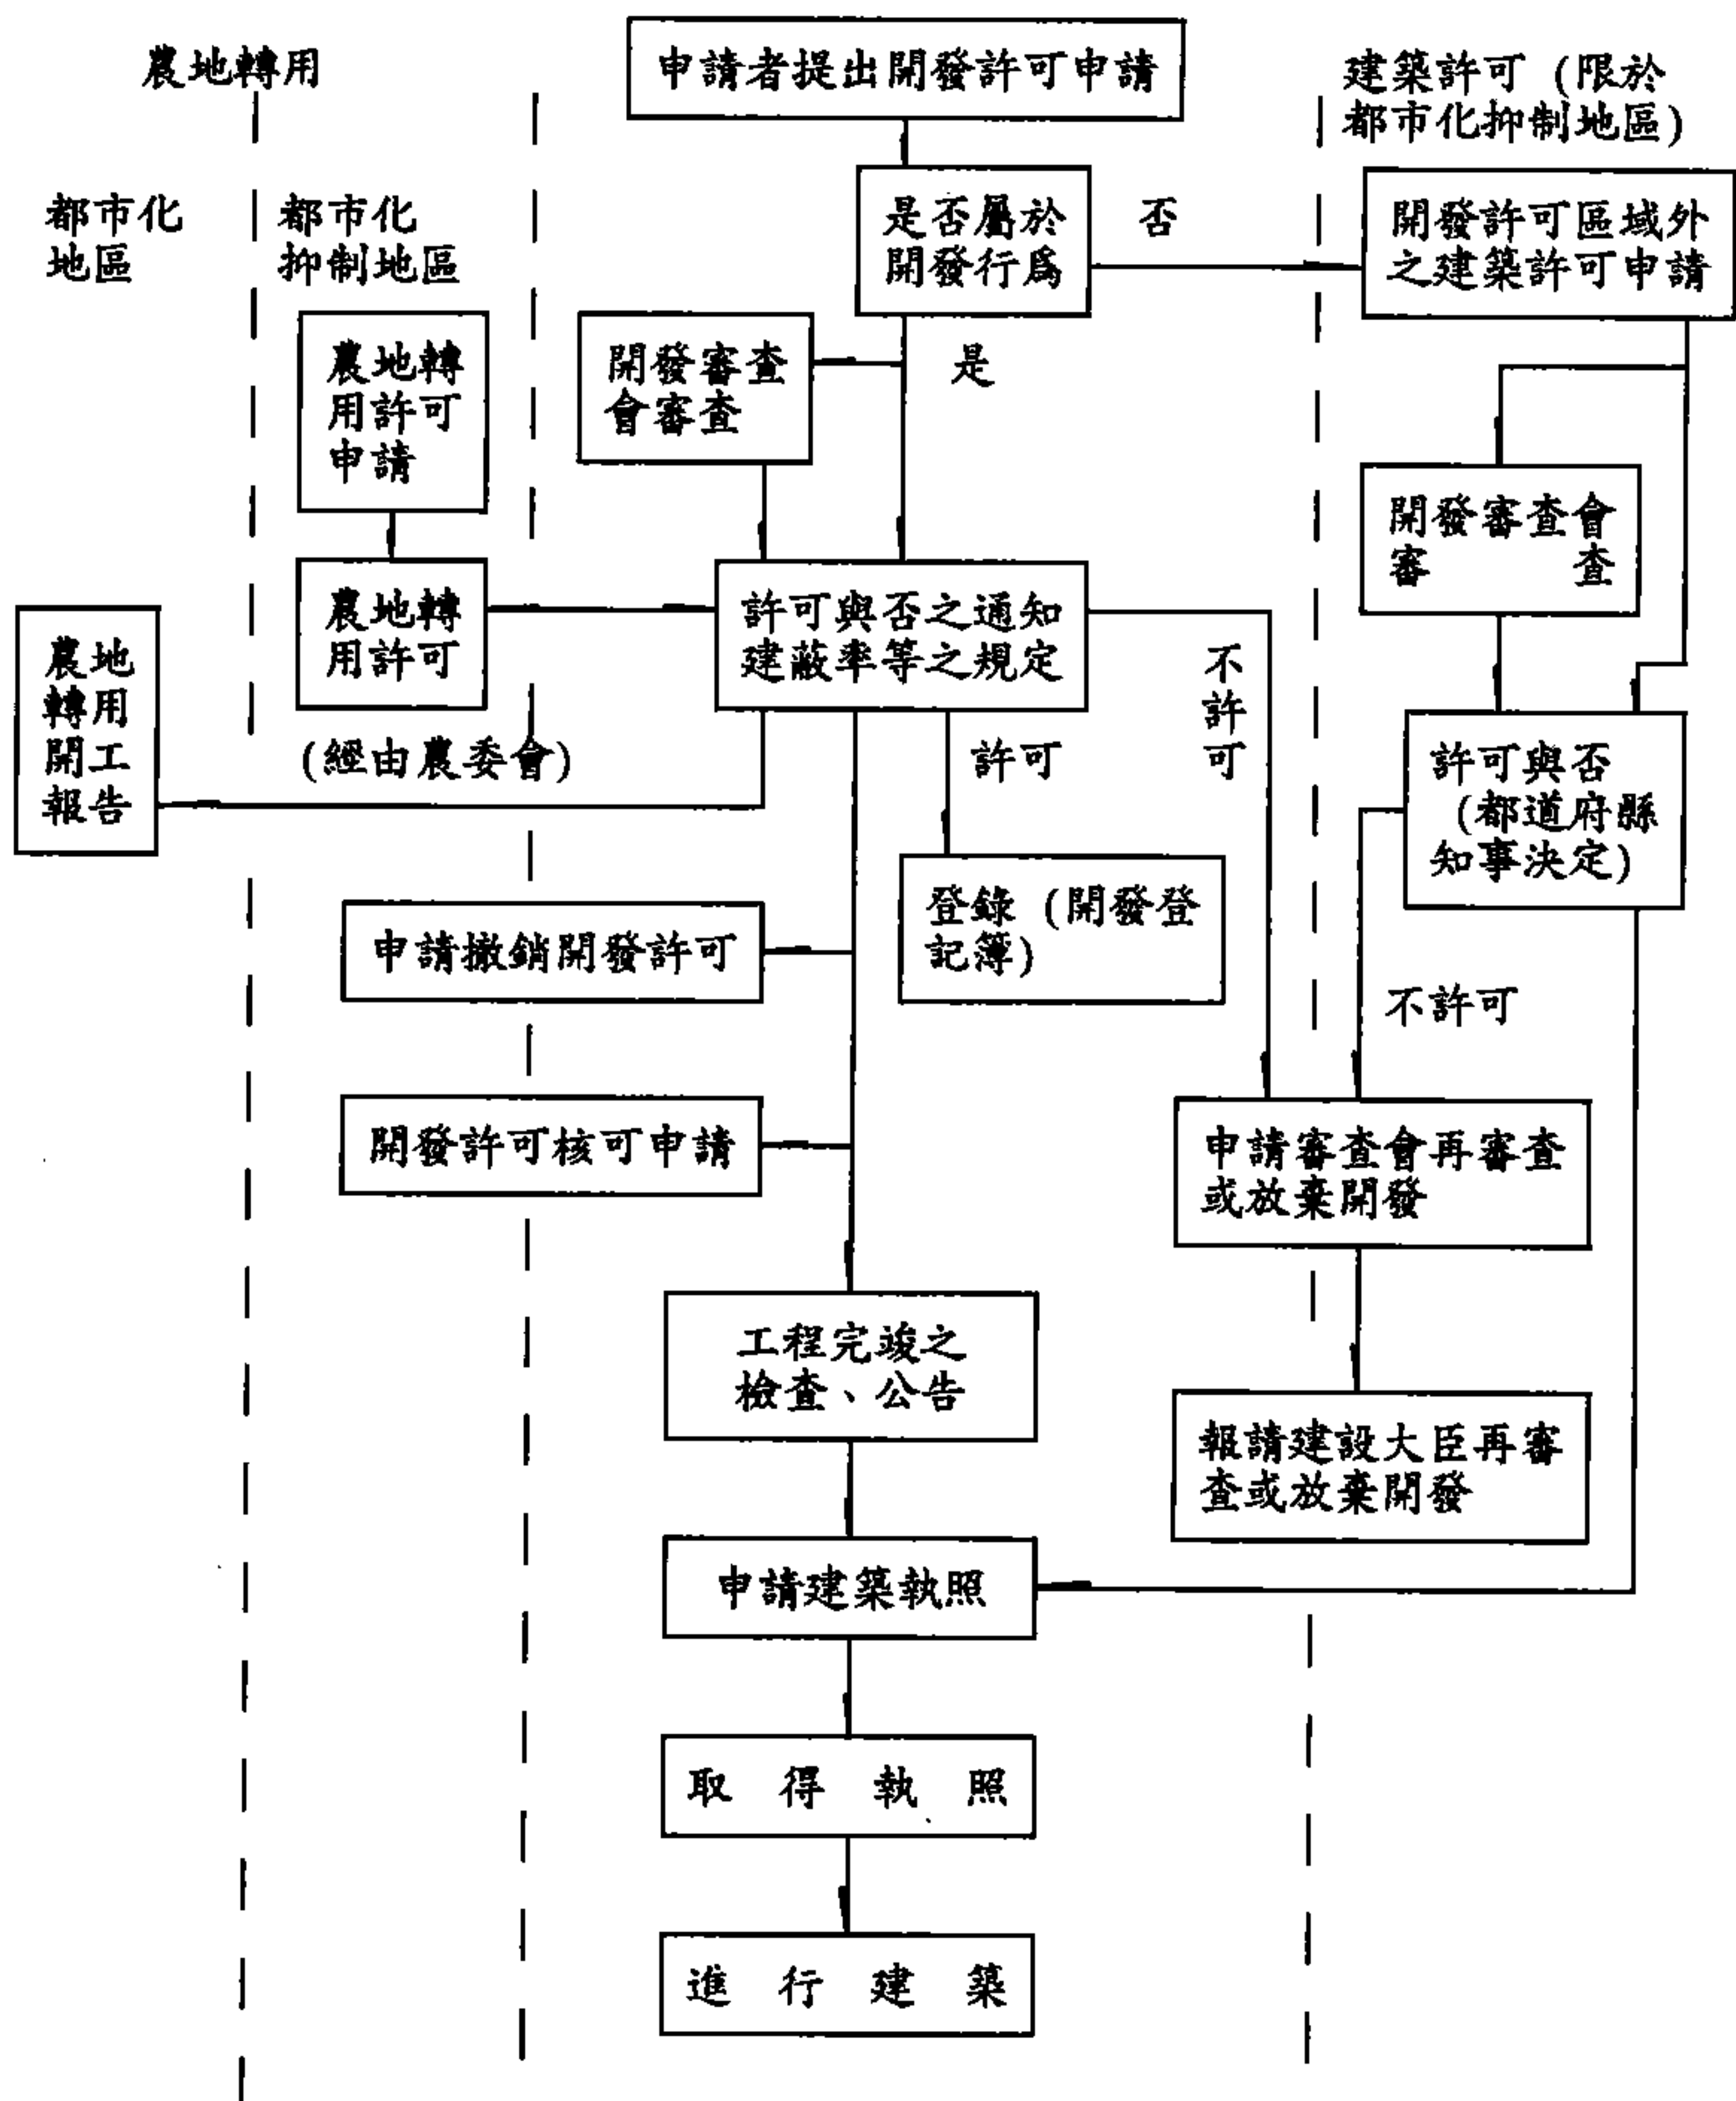 農地轉用
申請者提出開發許可申請
建築許可（限於
都市化抑制地區）
都市化
地區
都市化
抑制地區
是否屬於
開發行爲
否
開發許可區域外
之建築許可申請
農地轉
用許可
申請
開發審查
會審查
是
開發審查會
審查
農地轉
用許可
許可與否之通知
建蔽率等之規定
不許可
農地
轉用
開工
報告
(經由農委會)
許可
許可與否
(都道府縣
知事決定)
登錄（開發登
記簿）
申請撤銷開發許可
不許可
開發許可核可申請
申請審查會再審查
或放棄開發
工程完竣之
檢查、公告
報請建設大臣再審
查或放棄開發
申請建築執照
取得執照
進行建築